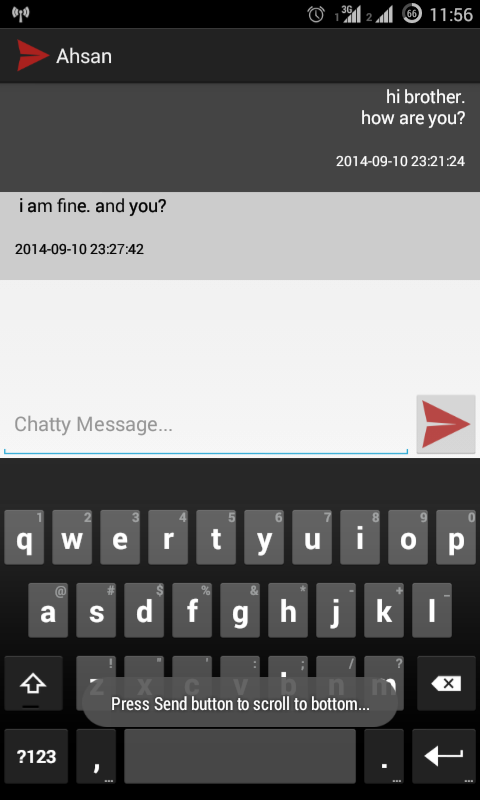 1 3G 2 66 11:56
Ahsan
hi brother.
how are you?
2014-09-10 23:21:24
i am fine. and you?
2014-09-10 23:27:42
Chatty Message...
1 2 3 4 5 6 7 8 9 0
q w e r t y u i o p
@ # $ % & * - + _
a s d f g h j k l
! " ' : ; / ?
z x c v b n m
Press Send button to scroll to bottom...
?123 , ... . ... ...